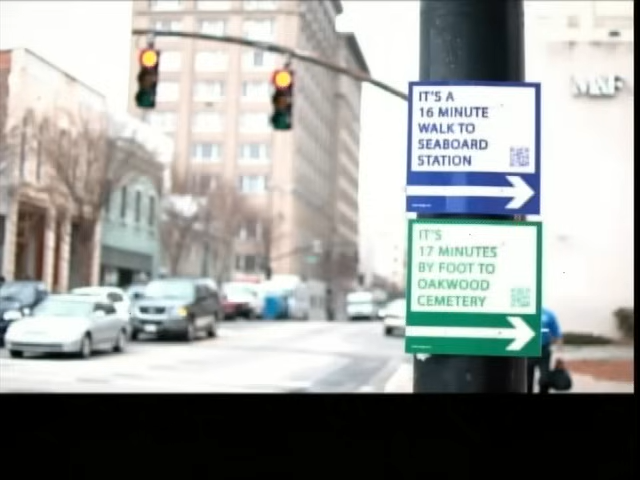 IT'S A
16 MINUTE
WALK TO
SEABOARD
STATION
IT'S
17 MINUTES
BY FOOT TO
OAKWOOD
CEMETERY
M&F